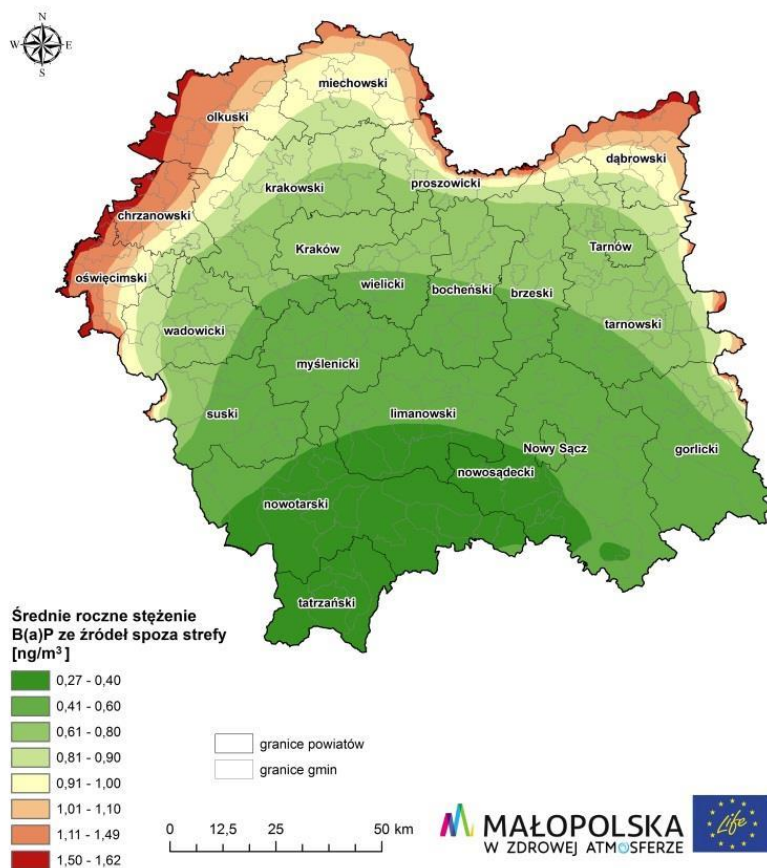 N
W E
S
miechowski
olkuski
dąbrowski
krakowski
proszowicki
chrzanowski
Kraków
Tarnów
oświęcimski
wielicki
bocheński
brzeski
wadowicki
tarnowski
myślenicki
suski
limanowski
Nowy Sącz
gorlicki
nowosądecki
nowotarski
tatrzański
Średnie roczne stężenie
B(a)P ze źródeł spoza strefy
[ng/m³]
0,27 - 0,40
0,41 - 0,60
0,61 - 0,80
0,81 - 0,90
0,91 - 1,00
1,01 - 1,10
1,11 - 1,49
1,50 - 1,62
granice powiatów
granice gmin
0 12,5 25 50 km
MAŁOPOLSKA
W ZDROWEJ ATMOSFERZE
Life